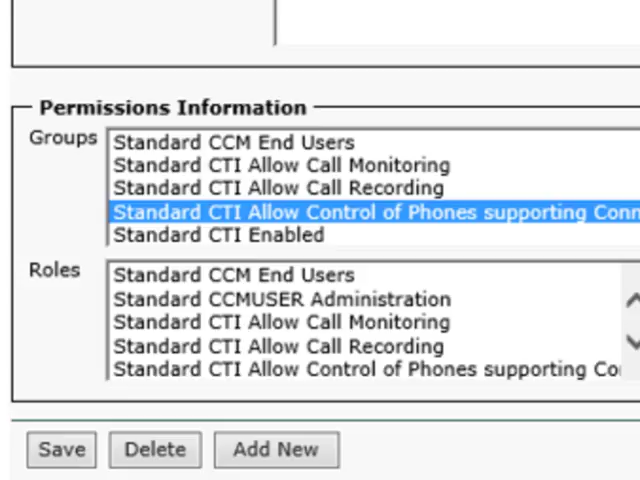 Permissions Information
Groups
Standard CCM End Users
Standard CTI Allow Call Monitoring
Standard CTI Allow Call Recording
Standard CTI Allow Control of Phones supporting Conn
Standard CTI Enabled
Roles
Standard CCM End Users
Standard CCMUSER Administration
Standard CTI Allow Call Monitoring
Standard CTI Allow Call Recording
Standard CTI Allow Control of Phones supporting Co
Save Delete Add New